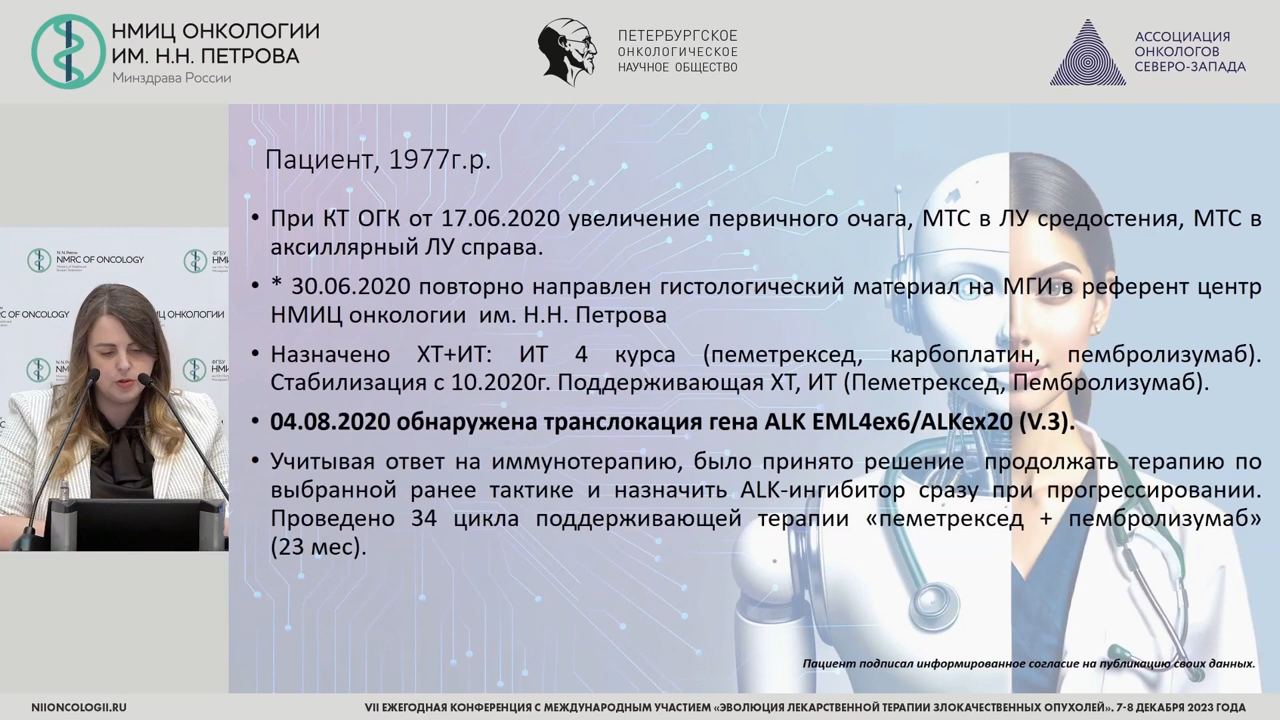 НМИЦ ОНКОЛОГИИ
ИМ. Н.Н. ПЕТРОВА
Минздрава России
ПЕТЕРБУРГСКОЕ
ОНКОЛОГИЧЕСКОЕ
НАУЧНОЕ ОБЩЕСТВО
АССОЦИАЦИЯ
ОНКОЛОГОВ
СЕВЕРО-ЗАПАДА
Пациент, 1977г.р.
• При КТ ОГК от 17.06.2020 увеличение первичного очага, МТС в ЛУ средостения, МТС в
аксиллярный ЛУ справа.
• * 30.06.2020 повторно направлен гистологический материал на МГИ в референт центр
НМИЦ онкологии им. Н.Н. Петрова
• Назначено ХТ+ИТ: ИТ 4 курса (пеметрексед, карбоплатин, пембролизумаб).
Стабилизация с 10.2020г. Поддерживающая ХТ, ИТ (Пеметрексед, Пембролизумаб).
• 04.08.2020 обнаружена транслокация гена ALK EML4ex6/ALKex20 (V.3).
• Учитывая ответ на иммунотерапию, было принято решение продолжать терапию по
выбранной ранее тактике и назначить ALK-ингибитор сразу при прогрессировании.
Проведено 34 цикла поддерживающей терапии «пеметрексед + пембролизумаб»
(23 мес).
Пациент подписал информированное согласие на публикацию своих данных.
NMRC OF ONCOLOGY
ФГБУ
НМИ
OF ONCOLOGY
ОНКОЛОГИИ
NMR
НМИ
NIIONCOLOGII.RU
VII ЕЖЕГОДНАЯ КОНФЕРЕНЦИЯ С МЕЖДУНАРОДНЫМ УЧАСТИЕМ «ЭВОЛЮЦИЯ ЛЕКАРСТВЕННОЙ ТЕРАПИИ ЗЛОКАЧЕСТВЕННЫХ ОПУХОЛЕЙ». 7-8 ДЕКАБРЯ 2023 ГОДА